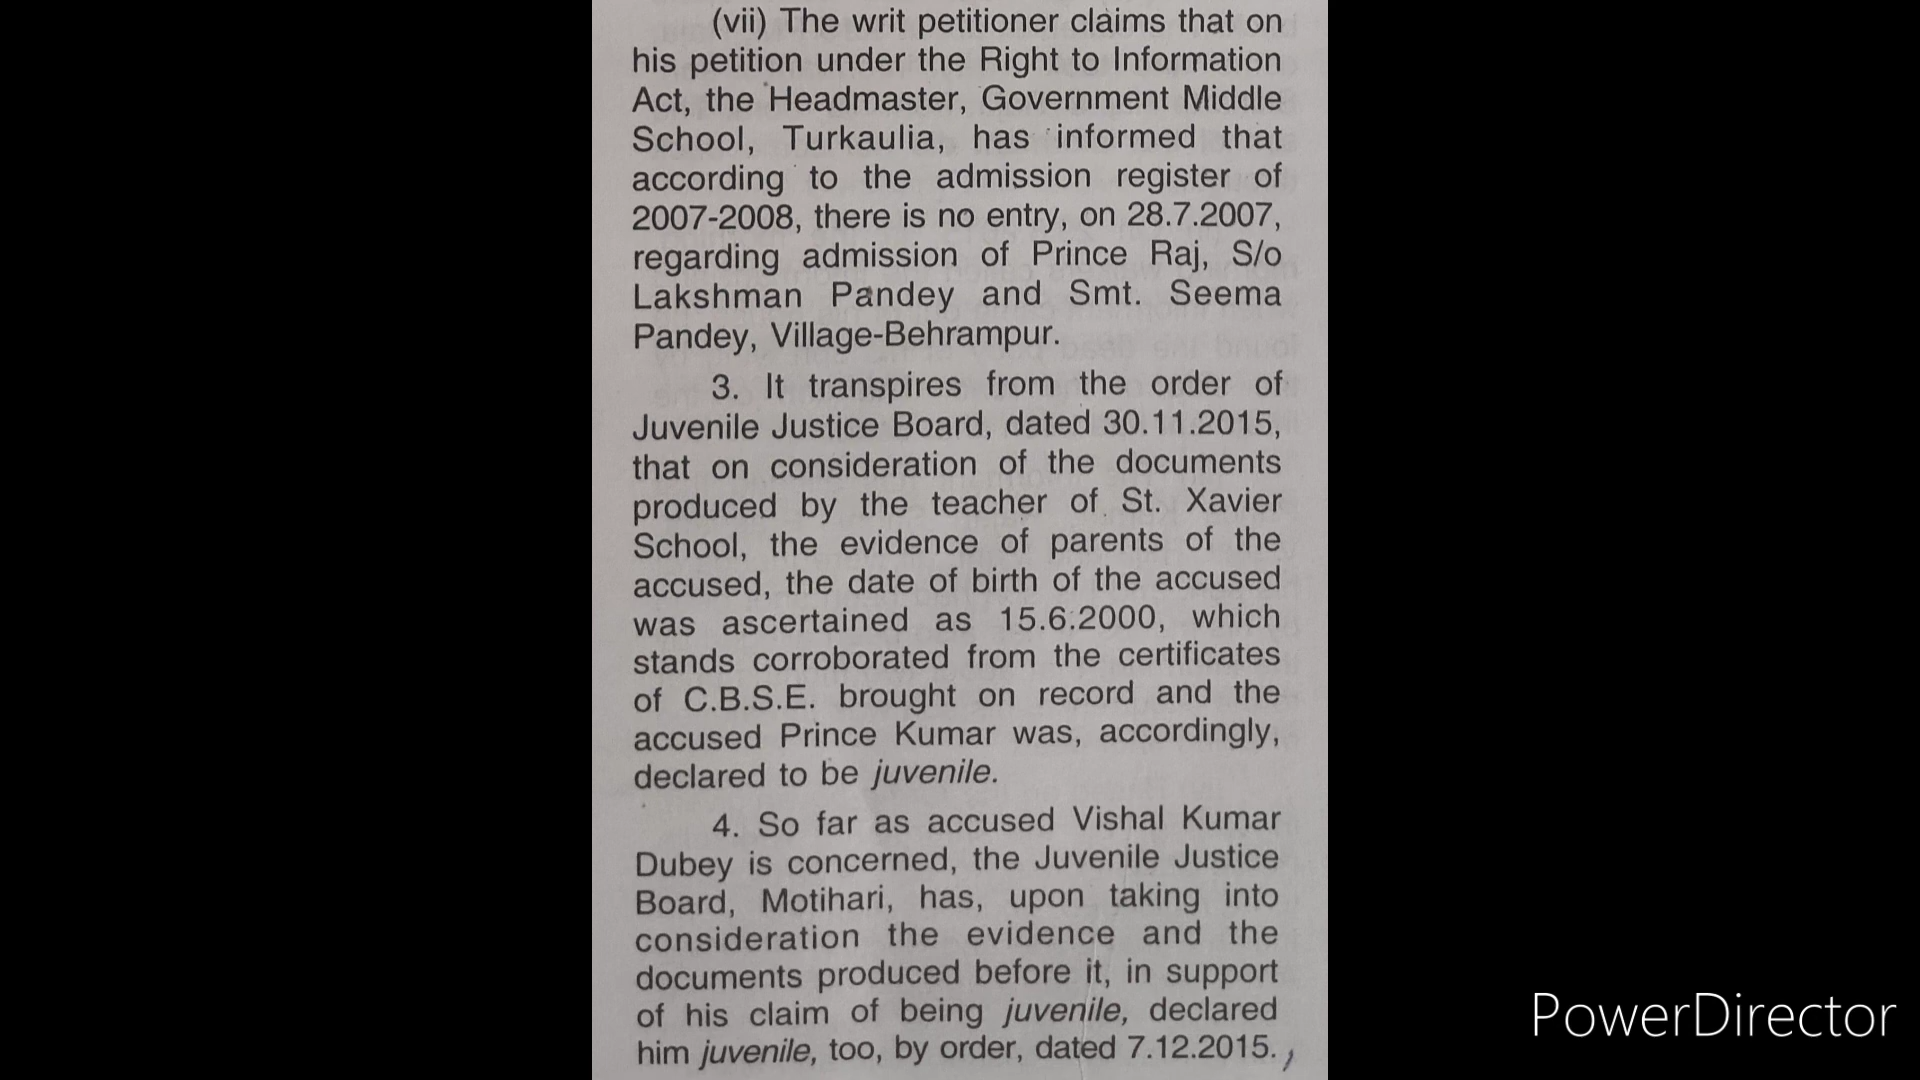 (vii) The writ petitioner claims that on
his petition under the Right to Information
Act, the Headmaster, Government Middle
School, Turkaulia, has informed that
according to the admission register of
2007-2008, there is no entry, on 28.7.2007,
regarding admission of Prince Raj, S/o
Lakshman Pandey and Smt. Seema
Pandey, Village-Behrampur.
3. It transpires from the order of
Juvenile Justice Board, dated 30.11.2015,
that on consideration of the documents
produced by the teacher of St. Xavier
School, the evidence of parents of the
accused, the date of birth of the accused
was ascertained as 15.6.2000, which
stands corroborated from the certificates
of C.B.S.E. brought on record and the
accused Prince Kumar was, accordingly,
declared to be juvenile.
4. So far as accused Vishal Kumar
Dubey is concerned, the Juvenile Justice
Board, Motihari, has, upon taking into
consideration the evidence and the
documents produced before it, in support
of his claim of being juvenile, declared
him juvenile, too, by order, dated 7.12.2015.
PowerDirector